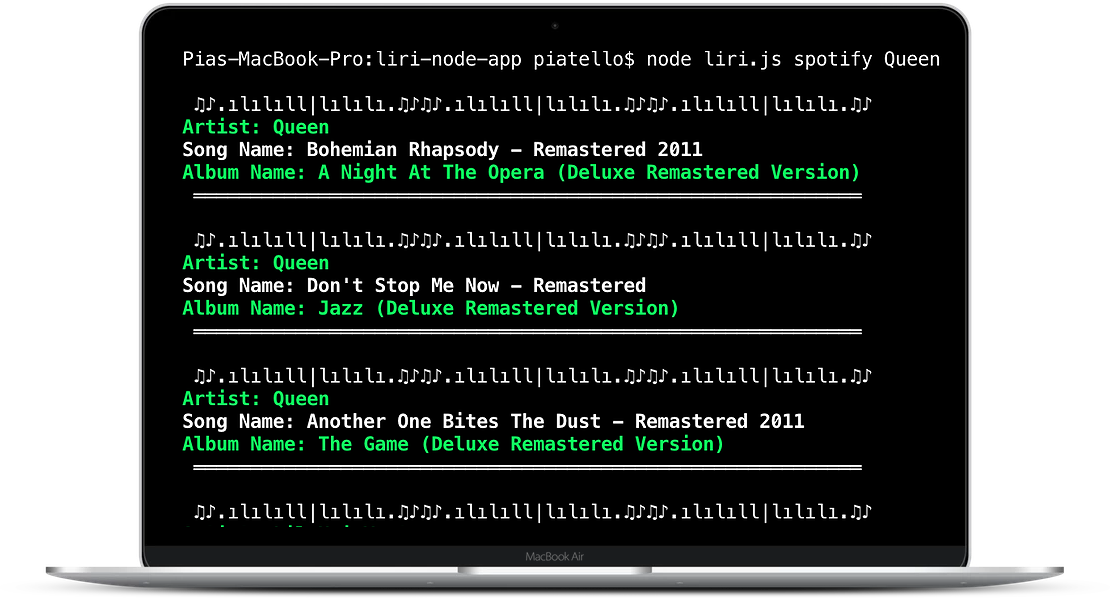 Pias-MacBook-Pro:liri-node-app piatello$ node liri.js spotify Queen
♫♪.ılılıll|lılılı.♫♪♫♪.ılılıll|lılılı.♫♪♫♪.ılılıll|lılılı.♫♪
Artist: Queen
Song Name: Bohemian Rhapsody - Remastered 2011
Album Name: A Night At The Opera (Deluxe Remastered Version)
♫♪.ılılıll|lılılı.♫♪♫♪.ılılıll|lılılı.♫♪♫♪.ılılıll|lılılı.♫♪
Artist: Queen
Song Name: Don't Stop Me Now - Remastered
Album Name: Jazz (Deluxe Remastered Version)
♫♪.ılılıll|lılılı.♫♪♫♪.ılılıll|lılılı.♫♪♫♪.ılılıll|lılılı.♫♪
Artist: Queen
Song Name: Another One Bites The Dust - Remastered 2011
Album Name: The Game (Deluxe Remastered Version)
♫♪.ılılıll|lılılı.♫♪♫♪.ılılıll|lılılı.♫♪♫♪.ılılıll|lılılı.♫♪
MacBook Air